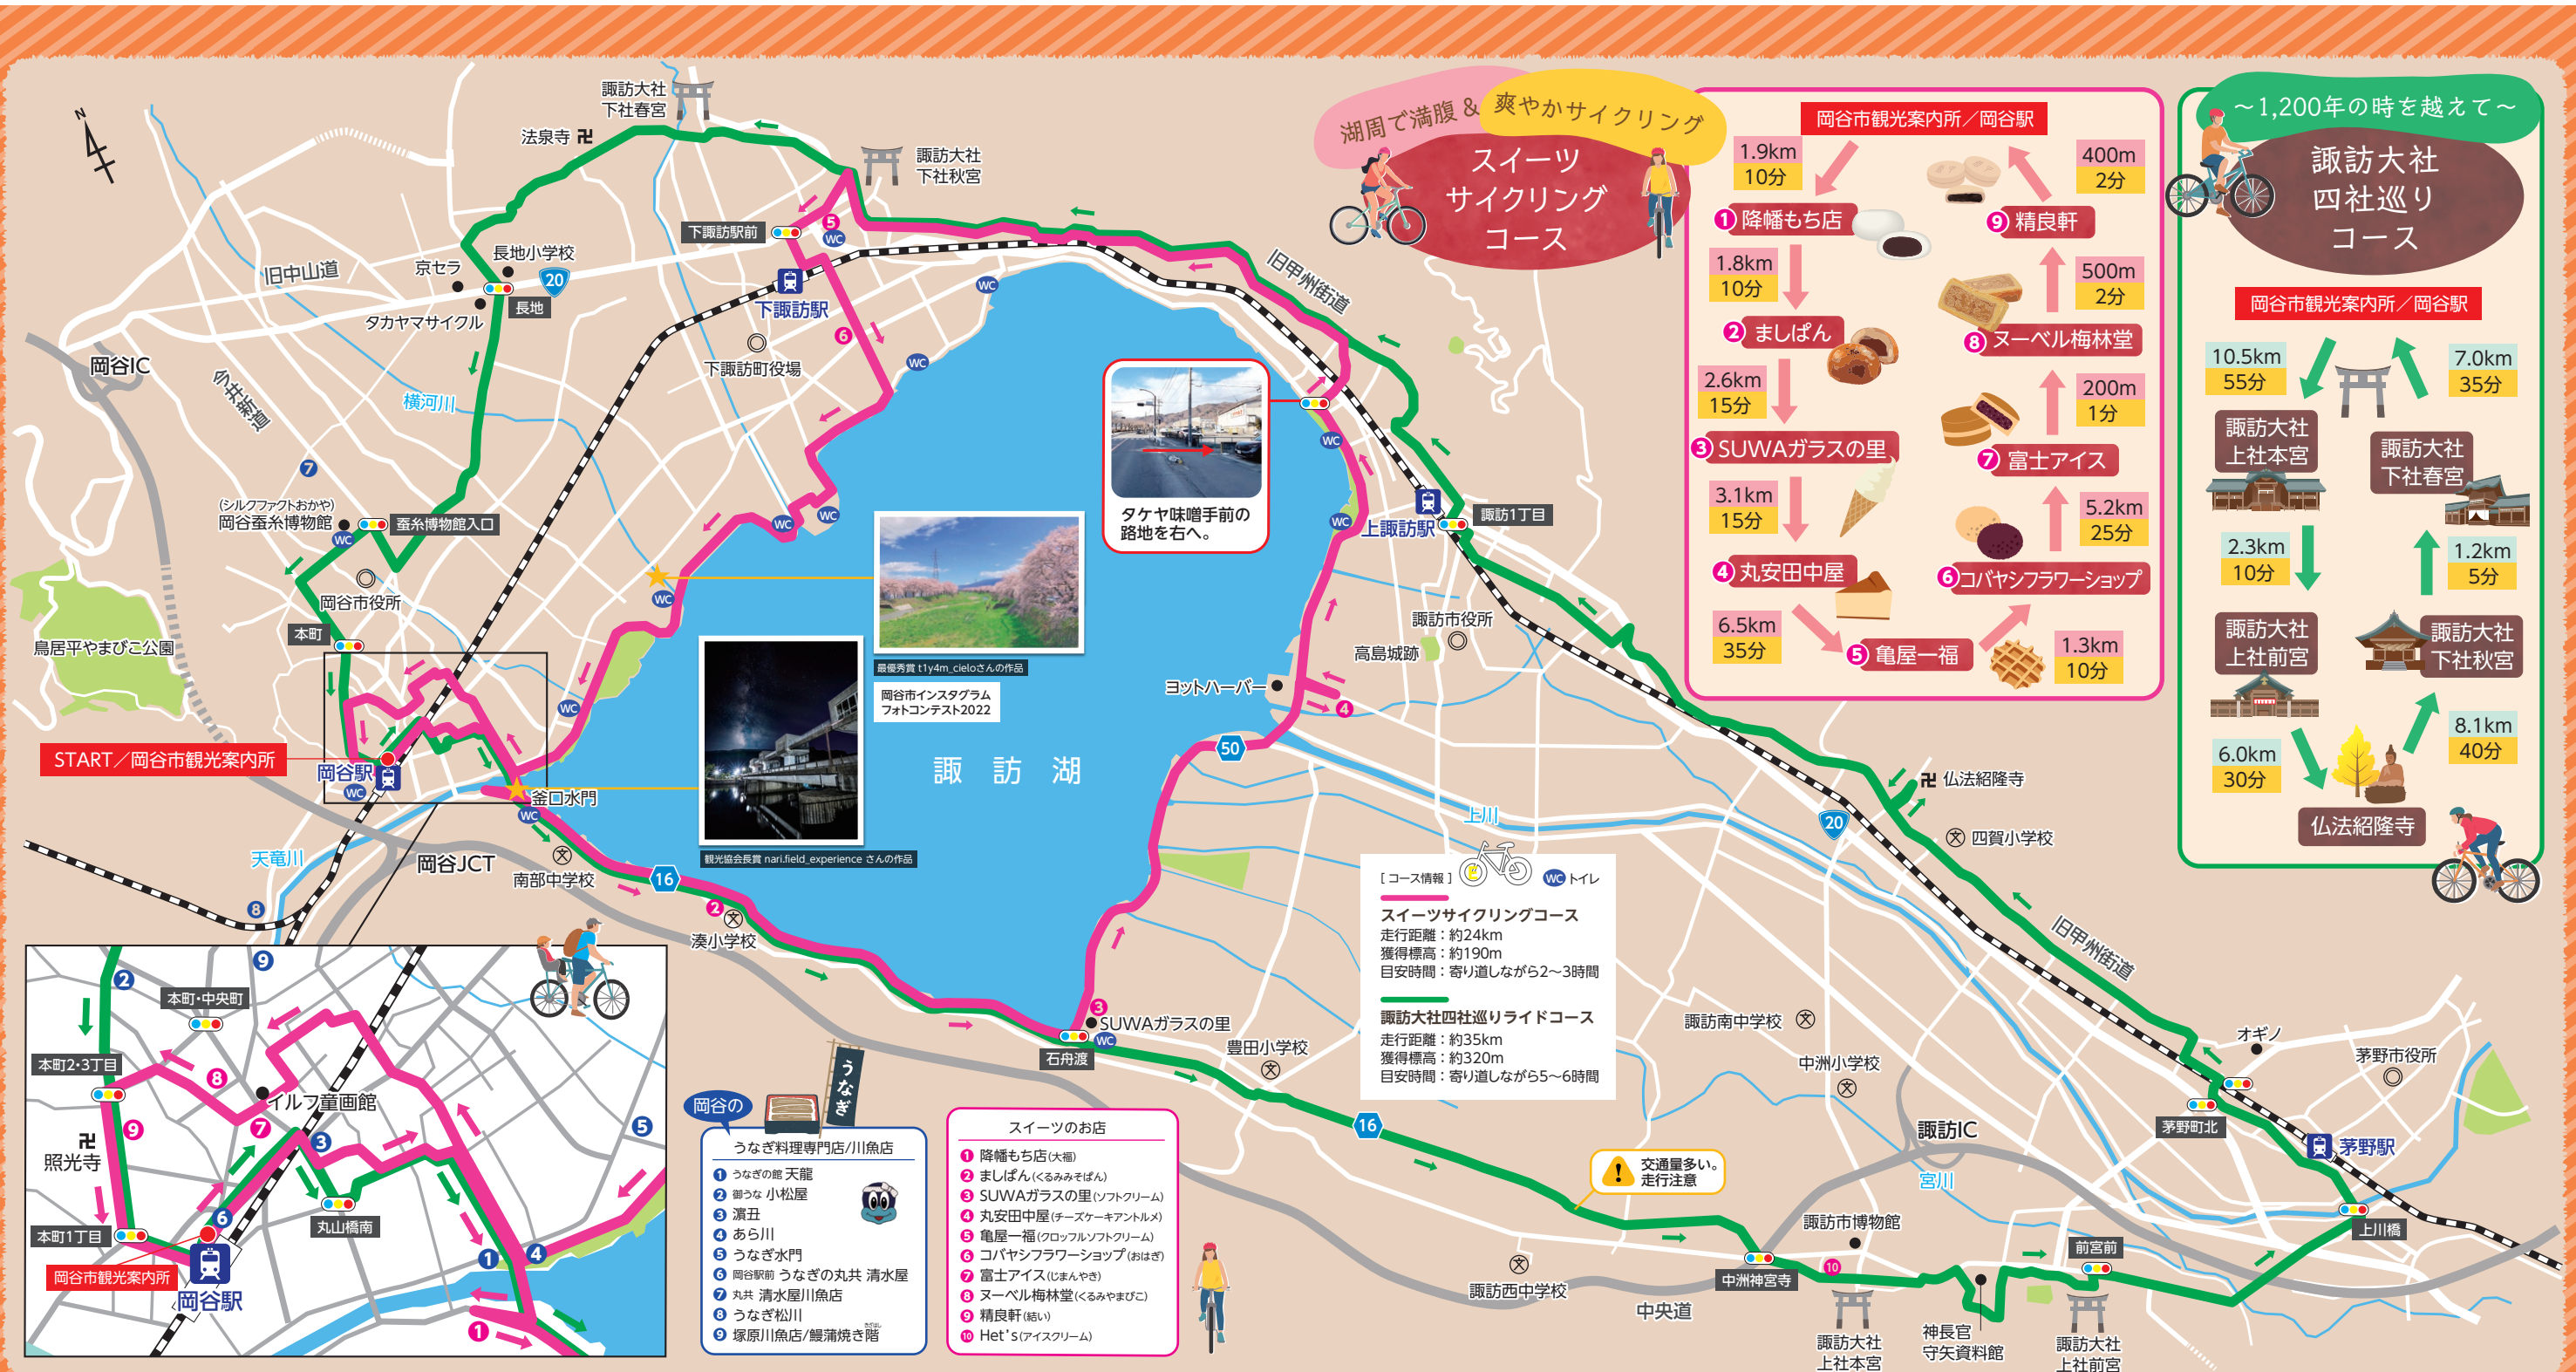 N
諏訪大社
下社春宮
法泉寺
諏訪大社
下社秋宮
下諏訪駅前
5
WC
長地小学校
京セラ
20
長地
タカヤマサイクル
旧中山道
下諏訪駅
6
下諏訪町役場
WC
WC
岡谷IC
今井新道
横河川
7
(シルクファクトおかや)
岡谷蚕糸博物館
蚕糸博物館入口
WC
岡谷市役所
本町
鳥居平やまびこ公園
WC
WC
WC
WC
START/岡谷市観光案内所
岡谷駅
WC
釜口水門
WC
天竜川
岡谷JCT
8
南部中学校
16
2
湊小学校
諏訪湖
最優秀賞 t1y4m_cieloさんの作品
岡谷市インスタグラム
フォトコンテスト2022
観光協会長賞 nari.field_experience さんの作品
タケヤ味噌手前の
路地を右へ。
旧甲州街道
WC
WC
上諏訪駅
諏訪1丁目
諏訪市役所
高島城跡
ヨットハーバー
4
50
上川
3
SUWAガラスの里
WC
石舟渡
豊田小学校
16
交通量多い。
走行注意
諏訪西中学校
中央道
中洲神宮寺
諏訪市博物館
10
諏訪大社
上社本宮
神長官
守矢資料館
前宮前
諏訪大社
上社前宮
上川橋
茅野駅
茅野町北
オギノ
茅野市役所
旧甲州街道
諏訪IC
宮川
中洲小学校
諏訪南中学校
四賀小学校
仏法紹隆寺
20
湖周で満腹 & 爽やかサイクリング
スイーツ
サイクリング
コース
岡谷市観光案内所/岡谷駅
1.9km
10分
1 降幡もち店
1.8km
10分
2 ましぱん
2.6km
15分
3 SUWAガラスの里
3.1km
15分
4 丸安田中屋
6.5km
35分
5 亀屋一福
1.3km
10分
6 コバヤシフラワーショップ
5.2km
25分
7 富士アイス
200m
1分
8 ヌーベル梅林堂
500m
2分
9 精良軒
400m
2分
〜1,200年の時を越えて〜
諏訪大社
四社巡り
コース
岡谷市観光案内所/岡谷駅
10.5km
55分
諏訪大社
上社本宮
2.3km
10分
諏訪大社
上社前宮
6.0km
30分
仏法紹隆寺
8.1km
40分
諏訪大社
下社秋宮
1.2km
5分
諏訪大社
下社春宮
7.0km
35分
[ コース情報 ]
E
WC トイレ
スイーツサイクリングコース
走行距離:約24km
獲得標高:約190m
目安時間:寄り道しながら2〜3時間
諏訪大社四社巡りライドコース
走行距離:約35km
獲得標高:約320m
目安時間:寄り道しながら5〜6時間
2
9
本町・中央町
本町2・3丁目
8
イルフ童画館
7
9
照光寺
3
5
6
丸山橋南
本町1丁目
岡谷市観光案内所
岡谷駅
1
4
1
岡谷の
うなぎ
うなぎ料理専門店/川魚店
1 うなぎの館 天龍
2 御うな 小松屋
3 濵丑
4 あら川
5 うなぎ水門
6 岡谷駅前 うなぎの丸共 清水屋
7 丸共 清水屋川魚店
8 うなぎ松川
9 塚原川魚店/鰻蒲焼き階
きざはし
スイーツのお店
1 降幡もち店(大福)
2 ましぱん(くるみみそぱん)
3 SUWAガラスの里(ソフトクリーム)
4 丸安田中屋(チーズケーキアントルメ)
5 亀屋一福(クロッフルソフトクリーム)
6 コバヤシフラワーショップ(おはぎ)
7 富士アイス(じまんやき)
8 ヌーベル梅林堂(くるみやまびこ)
9 精良軒(結い)
10 Het's(アイスクリーム)